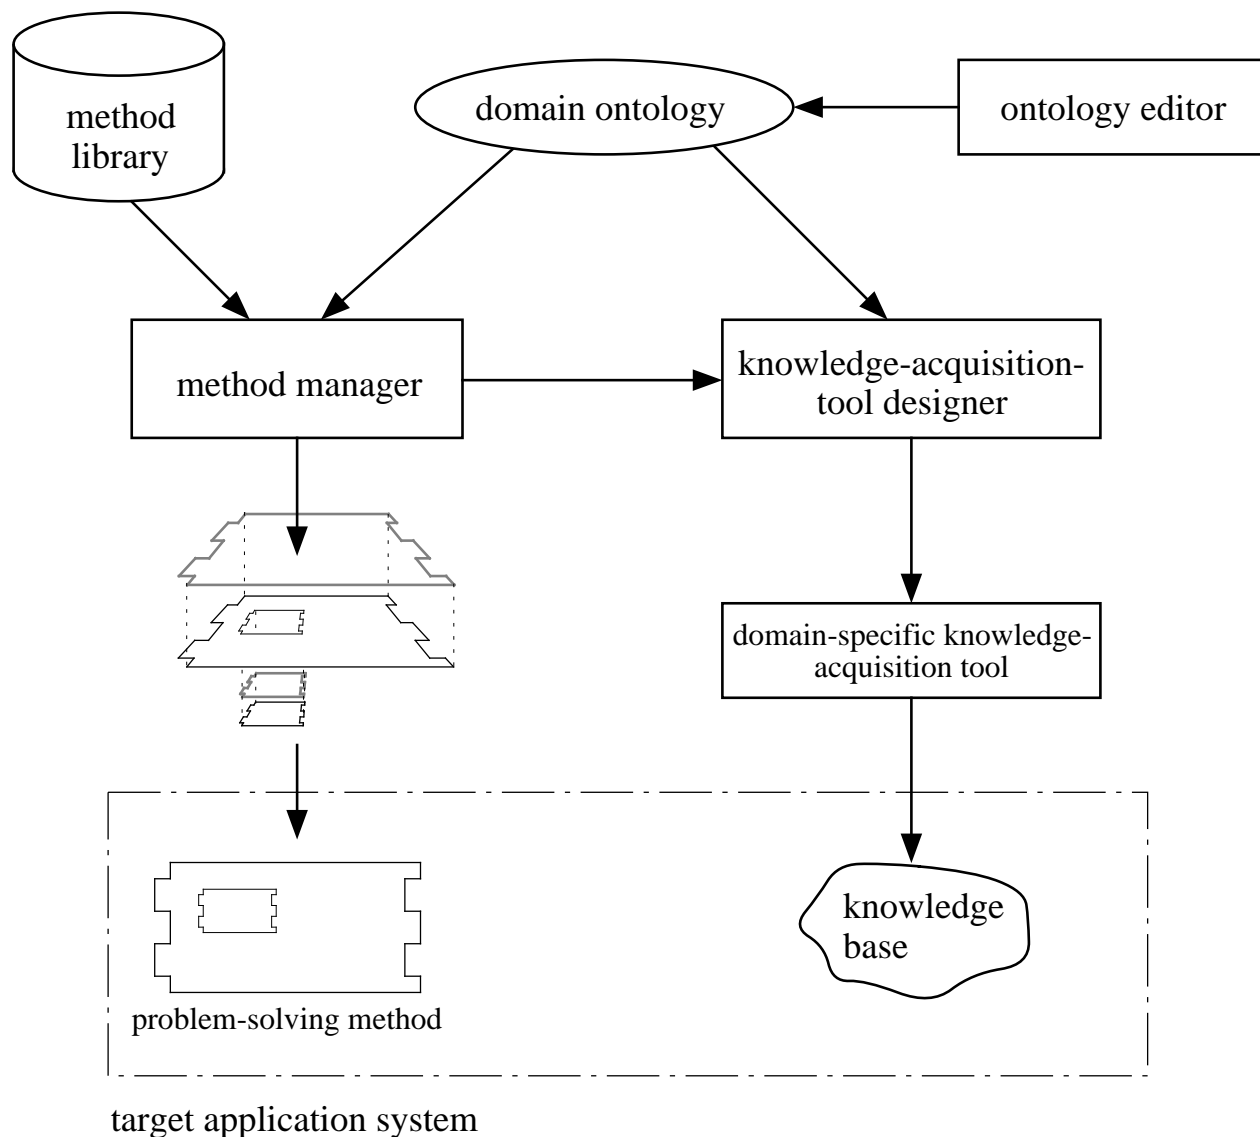 method
library
domain ontology
ontology editor
method manager
knowledge-acquisition-
tool designer
domain-specific knowledge-
acquisition tool
knowledge
base
problem-solving method
target application system